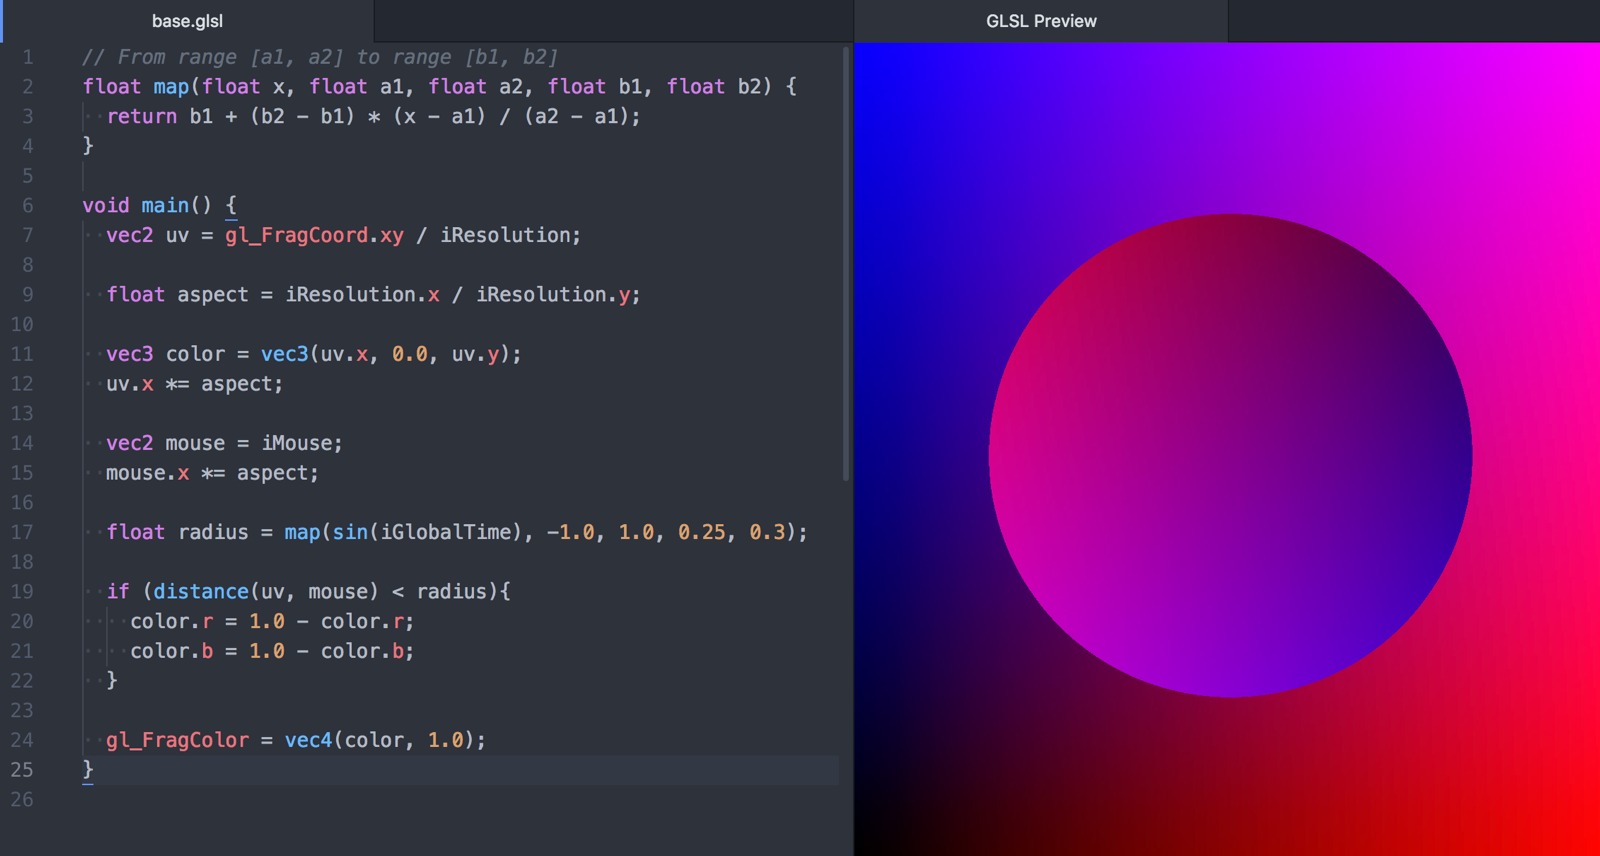 base.glsl
GLSL Preview
1 // From range [a1, a2] to range [b1, b2]
2 float map(float x, float a1, float a2, float b1, float b2) {
3 return b1 + (b2 - b1) * (x - a1) / (a2 - a1);
4 }
5
6 void main() {
7 vec2 uv = gl_FragCoord.xy / iResolution;
8
9 float aspect = iResolution.x / iResolution.y;
10
11 vec3 color = vec3(uv.x, 0.0, uv.y);
12 uv.x *= aspect;
13
14 vec2 mouse = iMouse;
15 mouse.x *= aspect;
16
17 float radius = map(sin(iGlobalTime), -1.0, 1.0, 0.25, 0.3);
18
19 if (distance(uv, mouse) < radius){
20 color.r = 1.0 - color.r;
21 color.b = 1.0 - color.b;
22 }
23
24 gl_FragColor = vec4(color, 1.0);
25 }
26